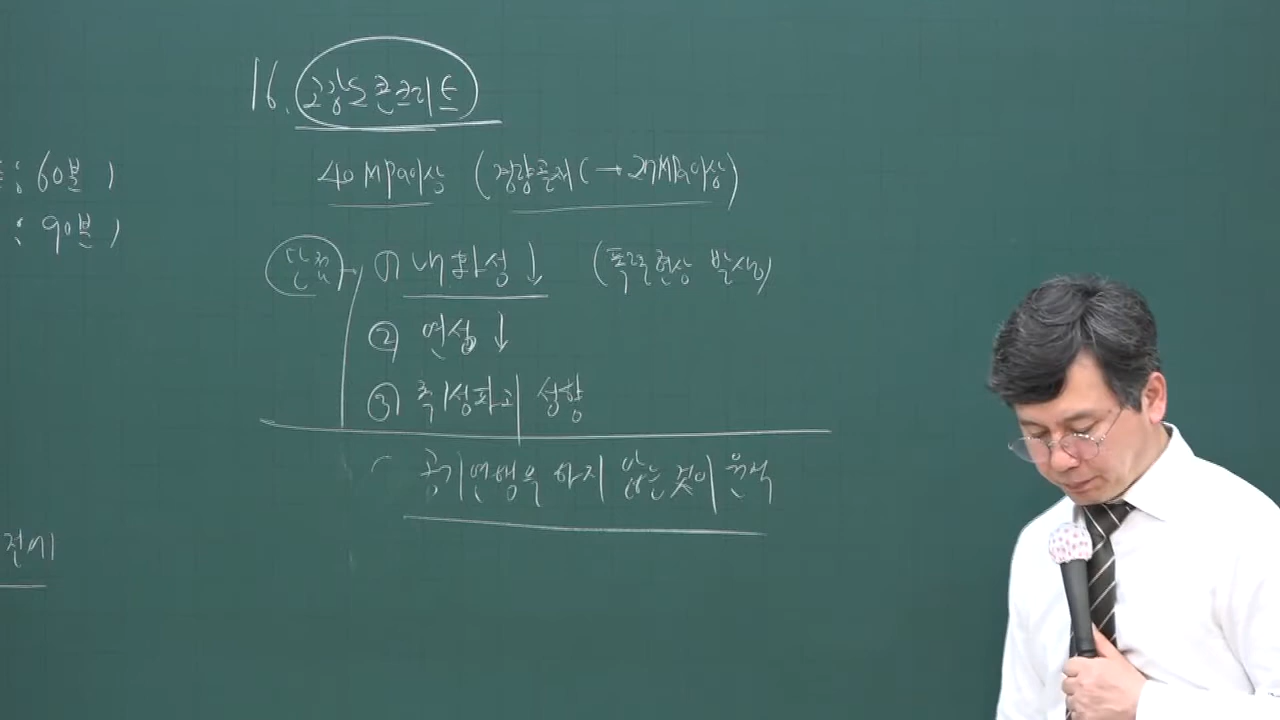 : 60분)
: 90분)
전에
16. 고강도콘크리트
40 MPa이상 (경량골재C → 27MPa이상)
단점 ① 내화성↓ (폭렬현상 발생)
② 연성↓
③ 취성파괴 성향
공기연행을 하지 않는 것이 원칙